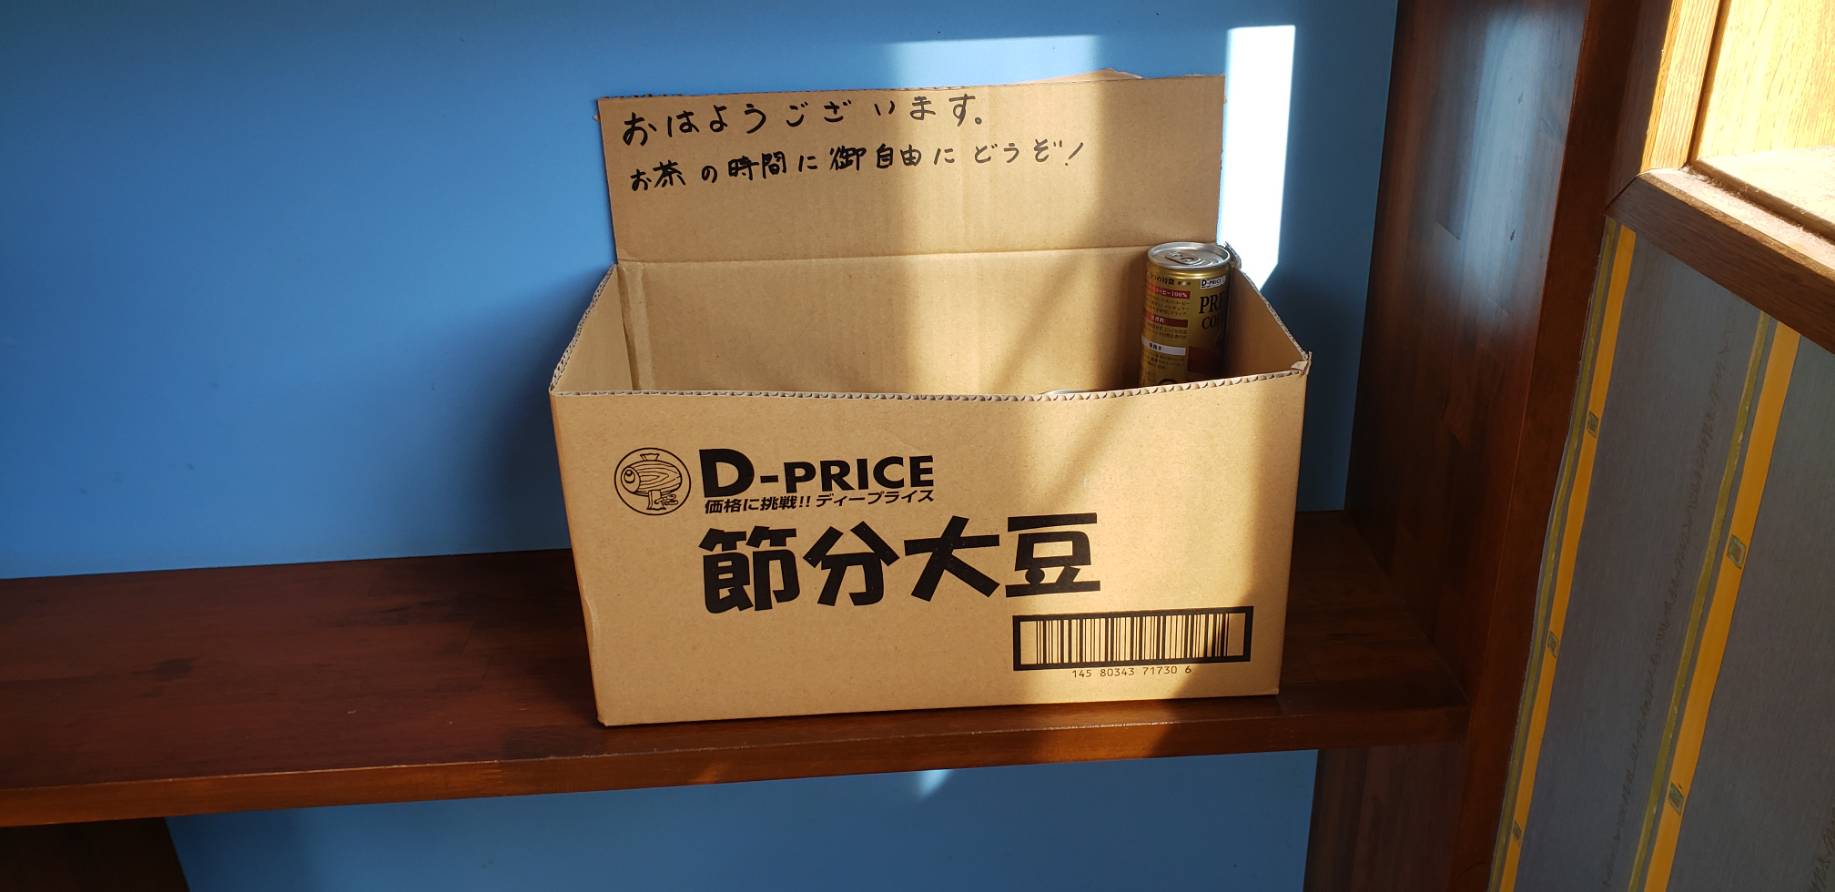 おはようございます。
お茶の時間に御自由にどうぞ!
D-PRICE
D-PRICE
価格に挑戦!!ディープライス
節分大豆
145 80343 71730 6